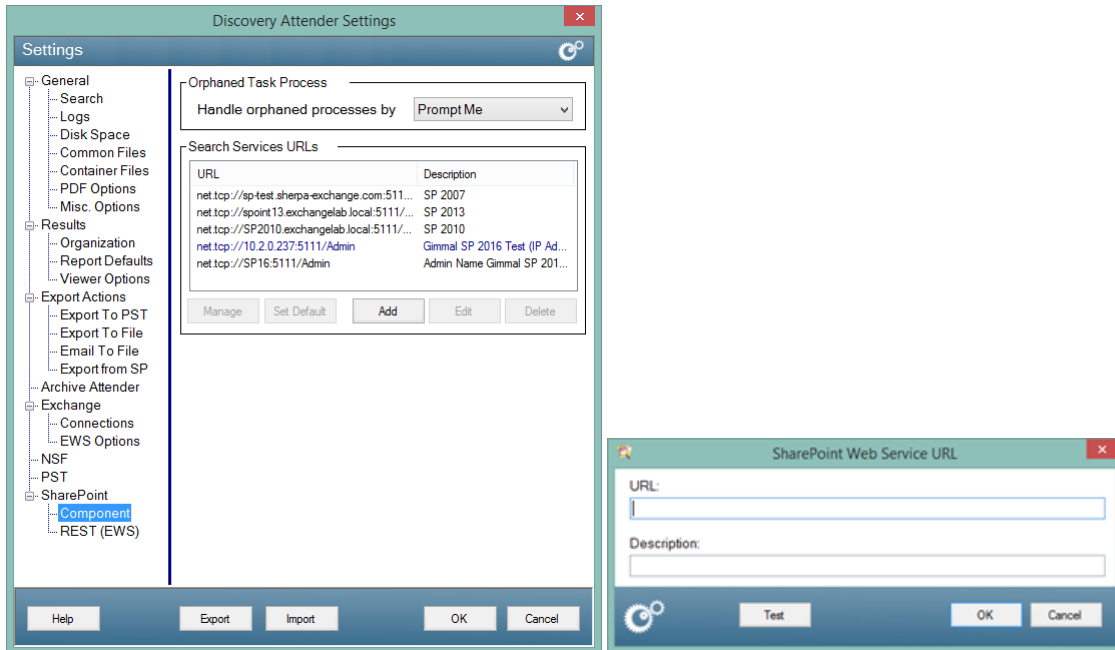 Discovery Attender Settings
Settings
General
Search
Logs
Disk Space
Common Files
Container Files
PDF Options
Misc. Options
Results
Organization
Report Defaults
Viewer Options
Export Actions
Export To PST
Export To File
Email To File
Export from SP
Archive Attender
Exchange
Connections
EWS Options
NSF
PST
SharePoint
Component
REST (EWS)
Orphaned Task Process
Handle orphaned processes by Prompt Me
Search Services URLs
URL Description
net.tcp://sp-test.sherpa-exchange.com:511... SP 2007
net.tcp://spoint13.exchangelab.local:5111/... SP 2013
net.tcp://SP2010.exchangelab.local:5111/... SP 2010
net.tcp://10.2.0.237:5111/Admin Gimmal SP 2016 Test (IP Ad...
net.tcp://SP16:5111/Admin Admin Name Gimmal SP 201...
Manage Set Default Add Edit Delete
Help Export Import OK Cancel
SharePoint Web Service URL
URL:
Description:
Test OK Cancel